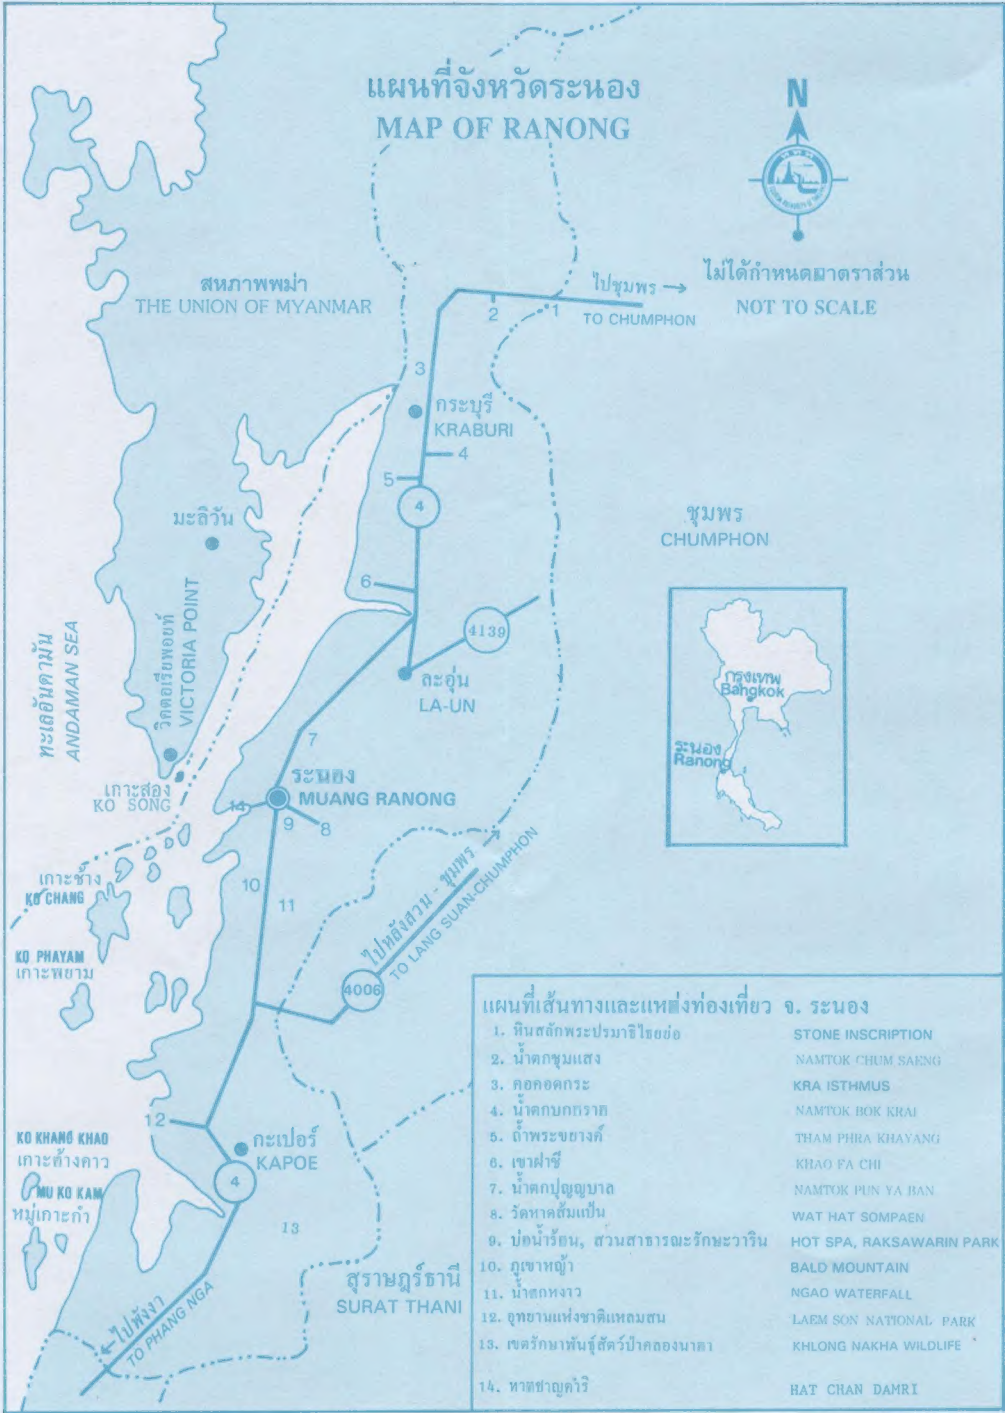 แผนที่จังหวัดระนอง
MAP OF RANONG
N
ไม่ได้กำหนดมาตราส่วน
NOT TO SCALE
สหภาพพม่า
THE UNION OF MYANMAR
ไปชุมพร →
TO CHUMPHON
1
2
3
กระบุรี
KRABURI
4
5
4
ชุมพร
CHUMPHON
มะลิวัน
6
4139
วิคตอเรียพอยท์
VICTORIA POINT
ทะเลอันดามัน
ANDAMAN SEA
ละอุ่น
LA-UN
กรุงเทพ
Bangkok
ระนอง
Ranong
7
ระนอง
MUANG RANONG
เกาะสอง
KO SONG
14
9
8
10
11
เกาะช้าง
KO CHANG
KO PHAYAM
เกาะพยาม
ไปหลังสวน - ชุมพร
TO LANG SUAN-CHUMPHON
4006
12
กะเปอร์
KAPOE
KO KHANG KHAO
เกาะค้างคาว
MU KO KAM
หมู่เกาะกำ
4
13
สุราษฎร์ธานี
SURAT THANI
← ไปพังงา
TO PHANG NGA
แผนที่เส้นทางและแหล่งท่องเที่ยว จ. ระนอง
1. หินสลักพระปรมาธิไธยย่อ STONE INSCRIPTION
2. น้ำตกชุมแสง NAMTOK CHUM SAENG
3. คอคอดกระ KRA ISTHMUS
4. น้ำตกบกกราย NAMTOK BOK KRAI
5. ถ้ำพระขยางค์ THAM PHRA KHAYANG
6. เขาฝาชี KHAO FA CHI
7. น้ำตกปุญญบาล NAMTOK PUN YA BAN
8. วัดหาดส้มแป้น WAT HAT SOMPAEN
9. บ่อน้ำร้อน, สวนสาธารณะรักษะวาริน HOT SPA, RAKSAWARIN PARK
10. ภูเขาหญ้า BALD MOUNTAIN
11. น้ำตกหงาว NGAO WATERFALL
12. อุทยานแห่งชาติแหลมสน LAEM SON NATIONAL PARK
13. เขตรักษาพันธุ์สัตว์ป่าคลองนาคา KHLONG NAKHA WILDLIFE
14. หาดชาญดำริ HAT CHAN DAMRI